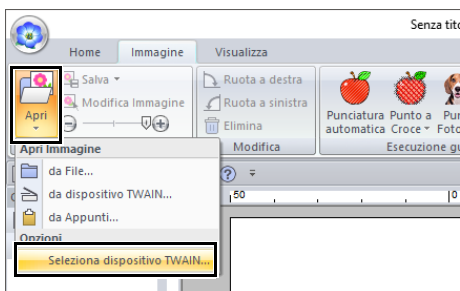 Senza tito
Home Immagine Visualizza
Apri
Salva
Modifica Immagine
Ruota a destra
Ruota a sinistra
Elimina
Modifica
Punciatura automatica
Punto a Croce
Pun
Foto
Esecuzione gu
Apri Immagine
da File...
da dispositivo TWAIN...
da Appunti...
Opzioni
Seleziona dispositivo TWAIN...
50
0